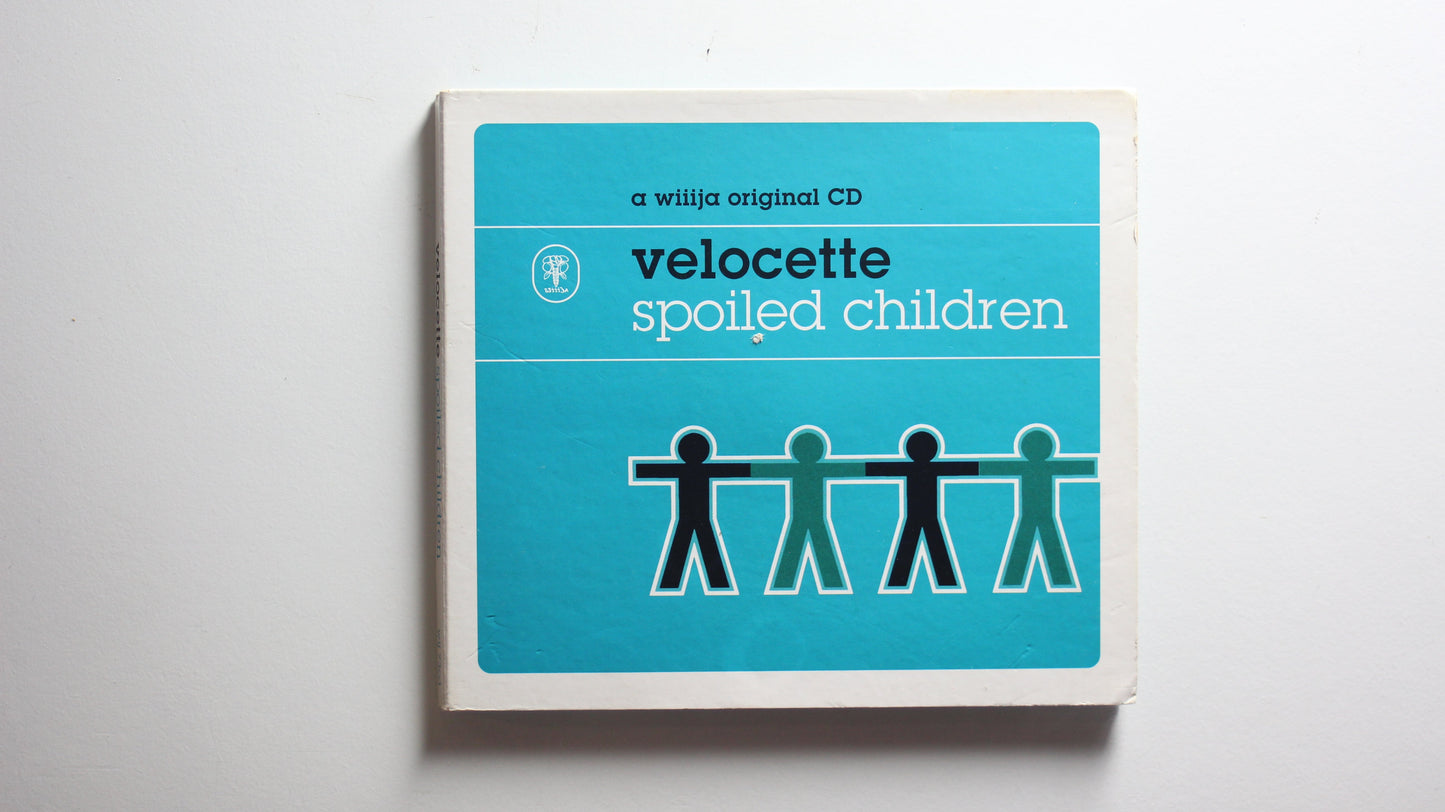 a wiiija original CD
velocette
spoiled children
velocette spoiled children